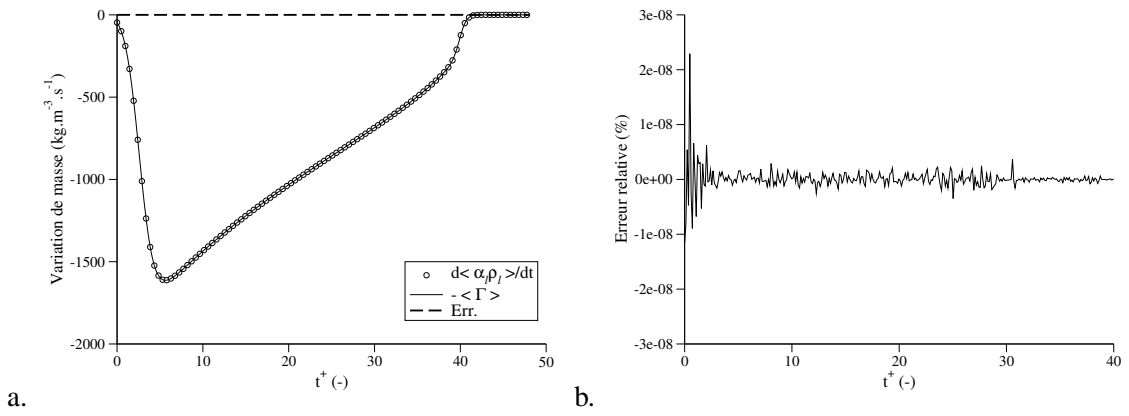 0
-500
-1000
-1500
-2000
Variation de masse (kg.m⁻³.s⁻¹)
0 10 20 30 40 50
t⁺ (-)
d< αₗρₗ >/dt
- < Γ >
Err.
a.
3e-08
2e-08
1e-08
0e+00
-1e-08
-2e-08
-3e-08
Erreur relative (%)
0 10 20 30 40
t⁺ (-)
b.